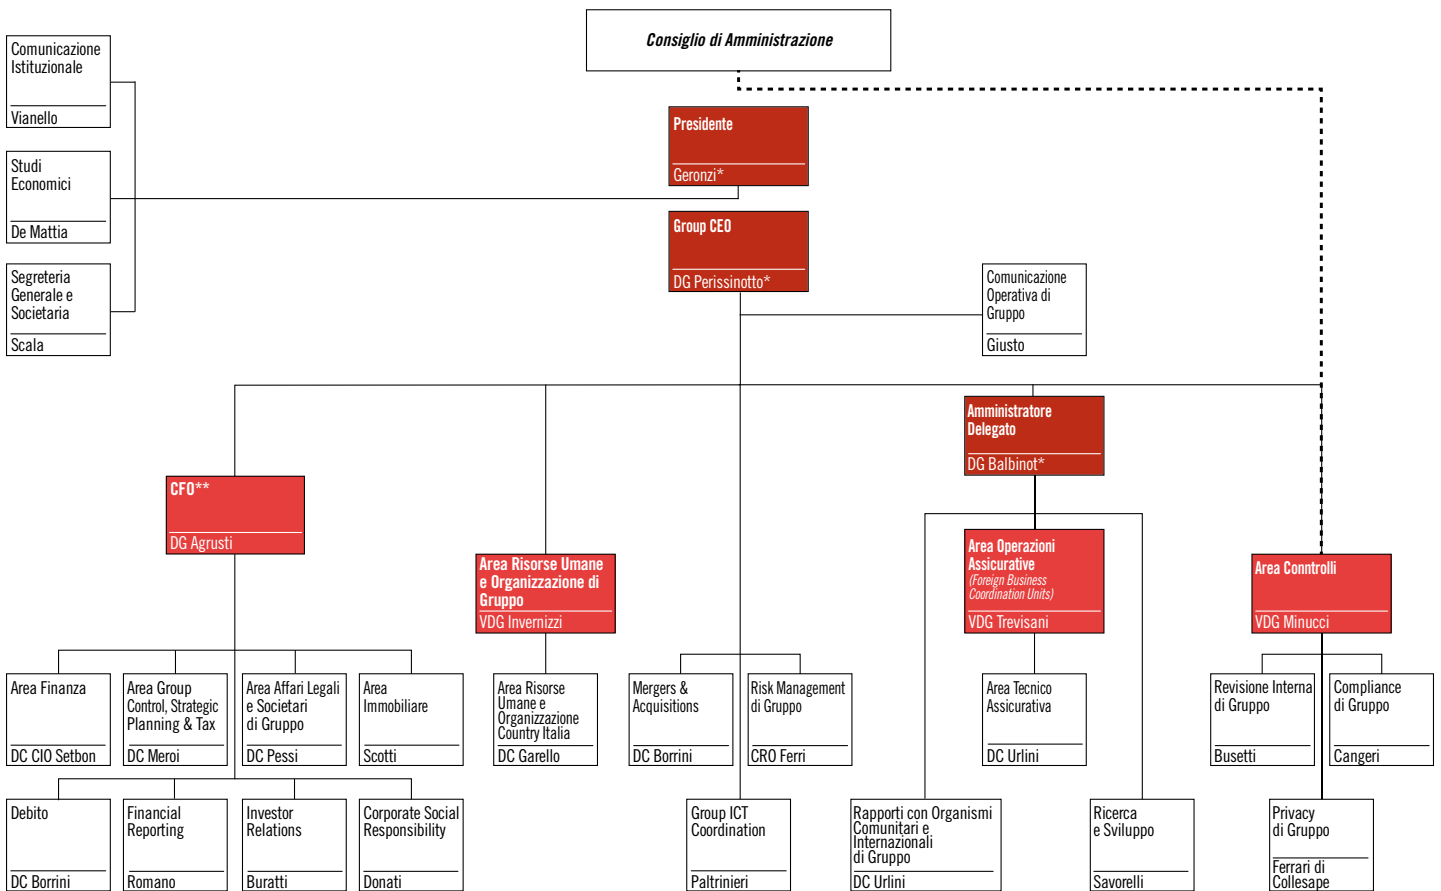 Consiglio di Amministrazione
Comunicazione
Istituzionale
Vianello
Studi
Economici
De Mattia
Segreteria
Generale e
Societaria
Scala
Presidente
Geronzi*
Group CEO
DG Perissinotto*
Comunicazione
Operativa di
Gruppo
Giusto
Amministratore
Delegato
DG Balbinot*
CFO**
DG Agrusti
Area Risorse Umane
e Organizzazione di
Gruppo
VDG Invernizzi
Area Operazioni
Assicurative
(Foreign Business
Coordination Units)
VDG Trevisani
Area Conntrolli
VDG Minucci
Area Finanza
DC CIO Setbon
Area Group
Control, Strategic
Planning & Tax
DC Meroi
Area Affari Legali
e Societari
di Gruppo
DC Pessi
Area
Immobiliare
Scotti
Area Risorse
Umane e
Organizzazione
Country Italia
DC Garello
Mergers &
Acquisitions
DC Borrini
Risk Management
di Gruppo
CRO Ferri
Area Tecnico
Assicurativa
DC Urlini
Revisione Interna
di Gruppo
Busetti
Compliance
di Gruppo
Cangeri
Debito
DC Borrini
Financial
Reporting
Romano
Investor
Relations
Buratti
Corporate Social
Responsibility
Donati
Group ICT
Coordination
Paltrinieri
Rapporti con Organismi
Comunitari e
Internazionali
di Gruppo
DC Urlini
Ricerca
e Sviluppo
Savorelli
Privacy
di Gruppo
Ferrari di
Collesape